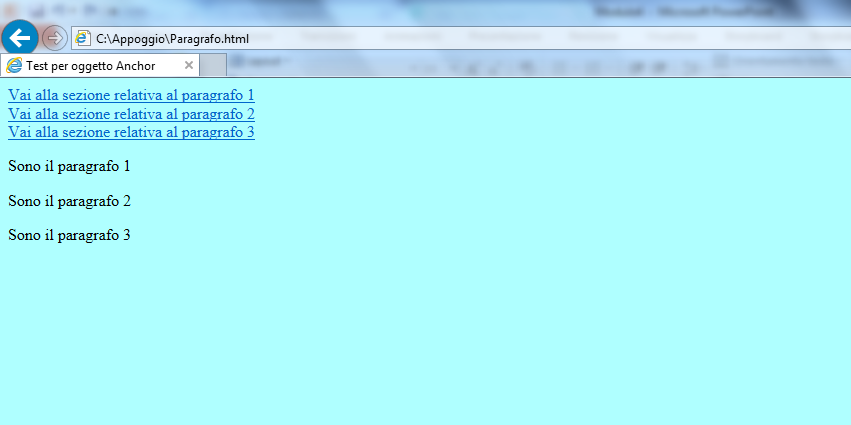 C:\Appoggio\Paragrafo.html
Test per oggetto Anchor
Vai alla sezione relativa al paragrafo 1
Vai alla sezione relativa al paragrafo 2
Vai alla sezione relativa al paragrafo 3
Sono il paragrafo 1
Sono il paragrafo 2
Sono il paragrafo 3